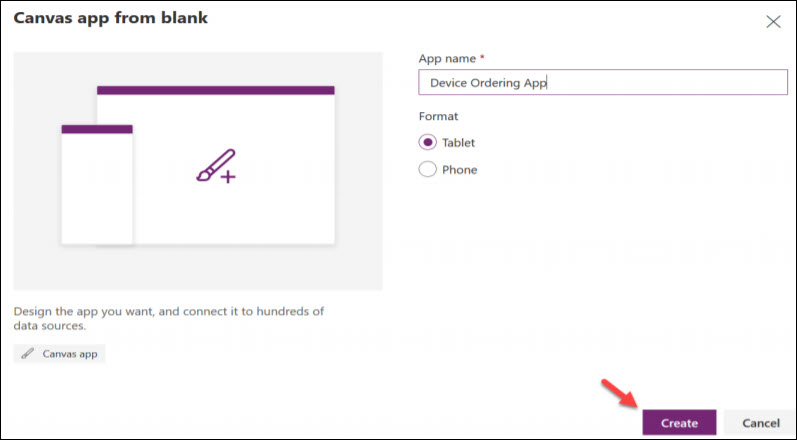 Canvas app from blank
App name *
Device Ordering App
Format
Tablet
Phone
Design the app you want, and connect it to hundreds of
data sources.
Canvas app
Create
Cancel